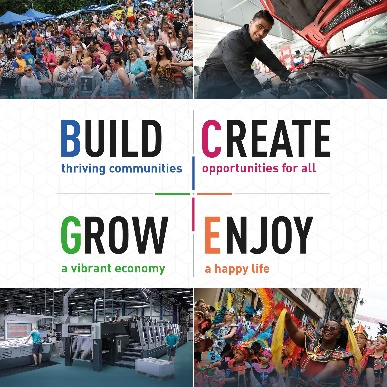 BUILD
thriving communities
CREATE
opportunities for all
GROW
a vibrant economy
ENJOY
a happy life